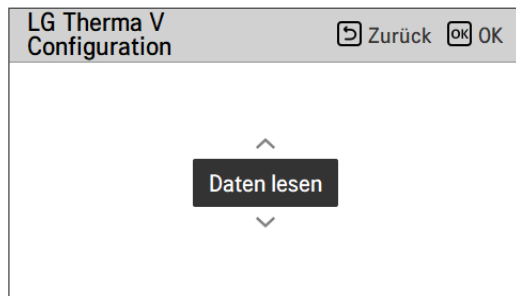 LG Therma V
Configuration
Zurück OK OK
Daten lesen